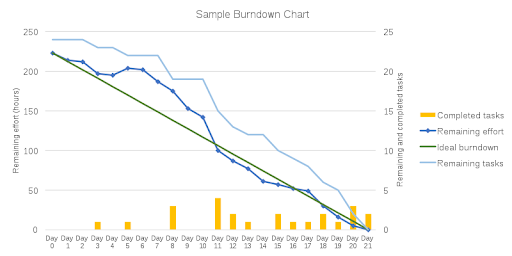 Sample Burndown Chart
250
200
150
100
50
0
25
20
15
10
5
0
Remaining effort (hours)
Remaining and completed tasks
Completed tasks
Remaining effort
Ideal burndown
Remaining tasks
Day 0
Day 1
Day 2
Day 3
Day 4
Day 5
Day 6
Day 7
Day 8
Day 9
Day 10
Day 11
Day 12
Day 13
Day 14
Day 15
Day 16
Day 17
Day 18
Day 19
Day 20
Day 21